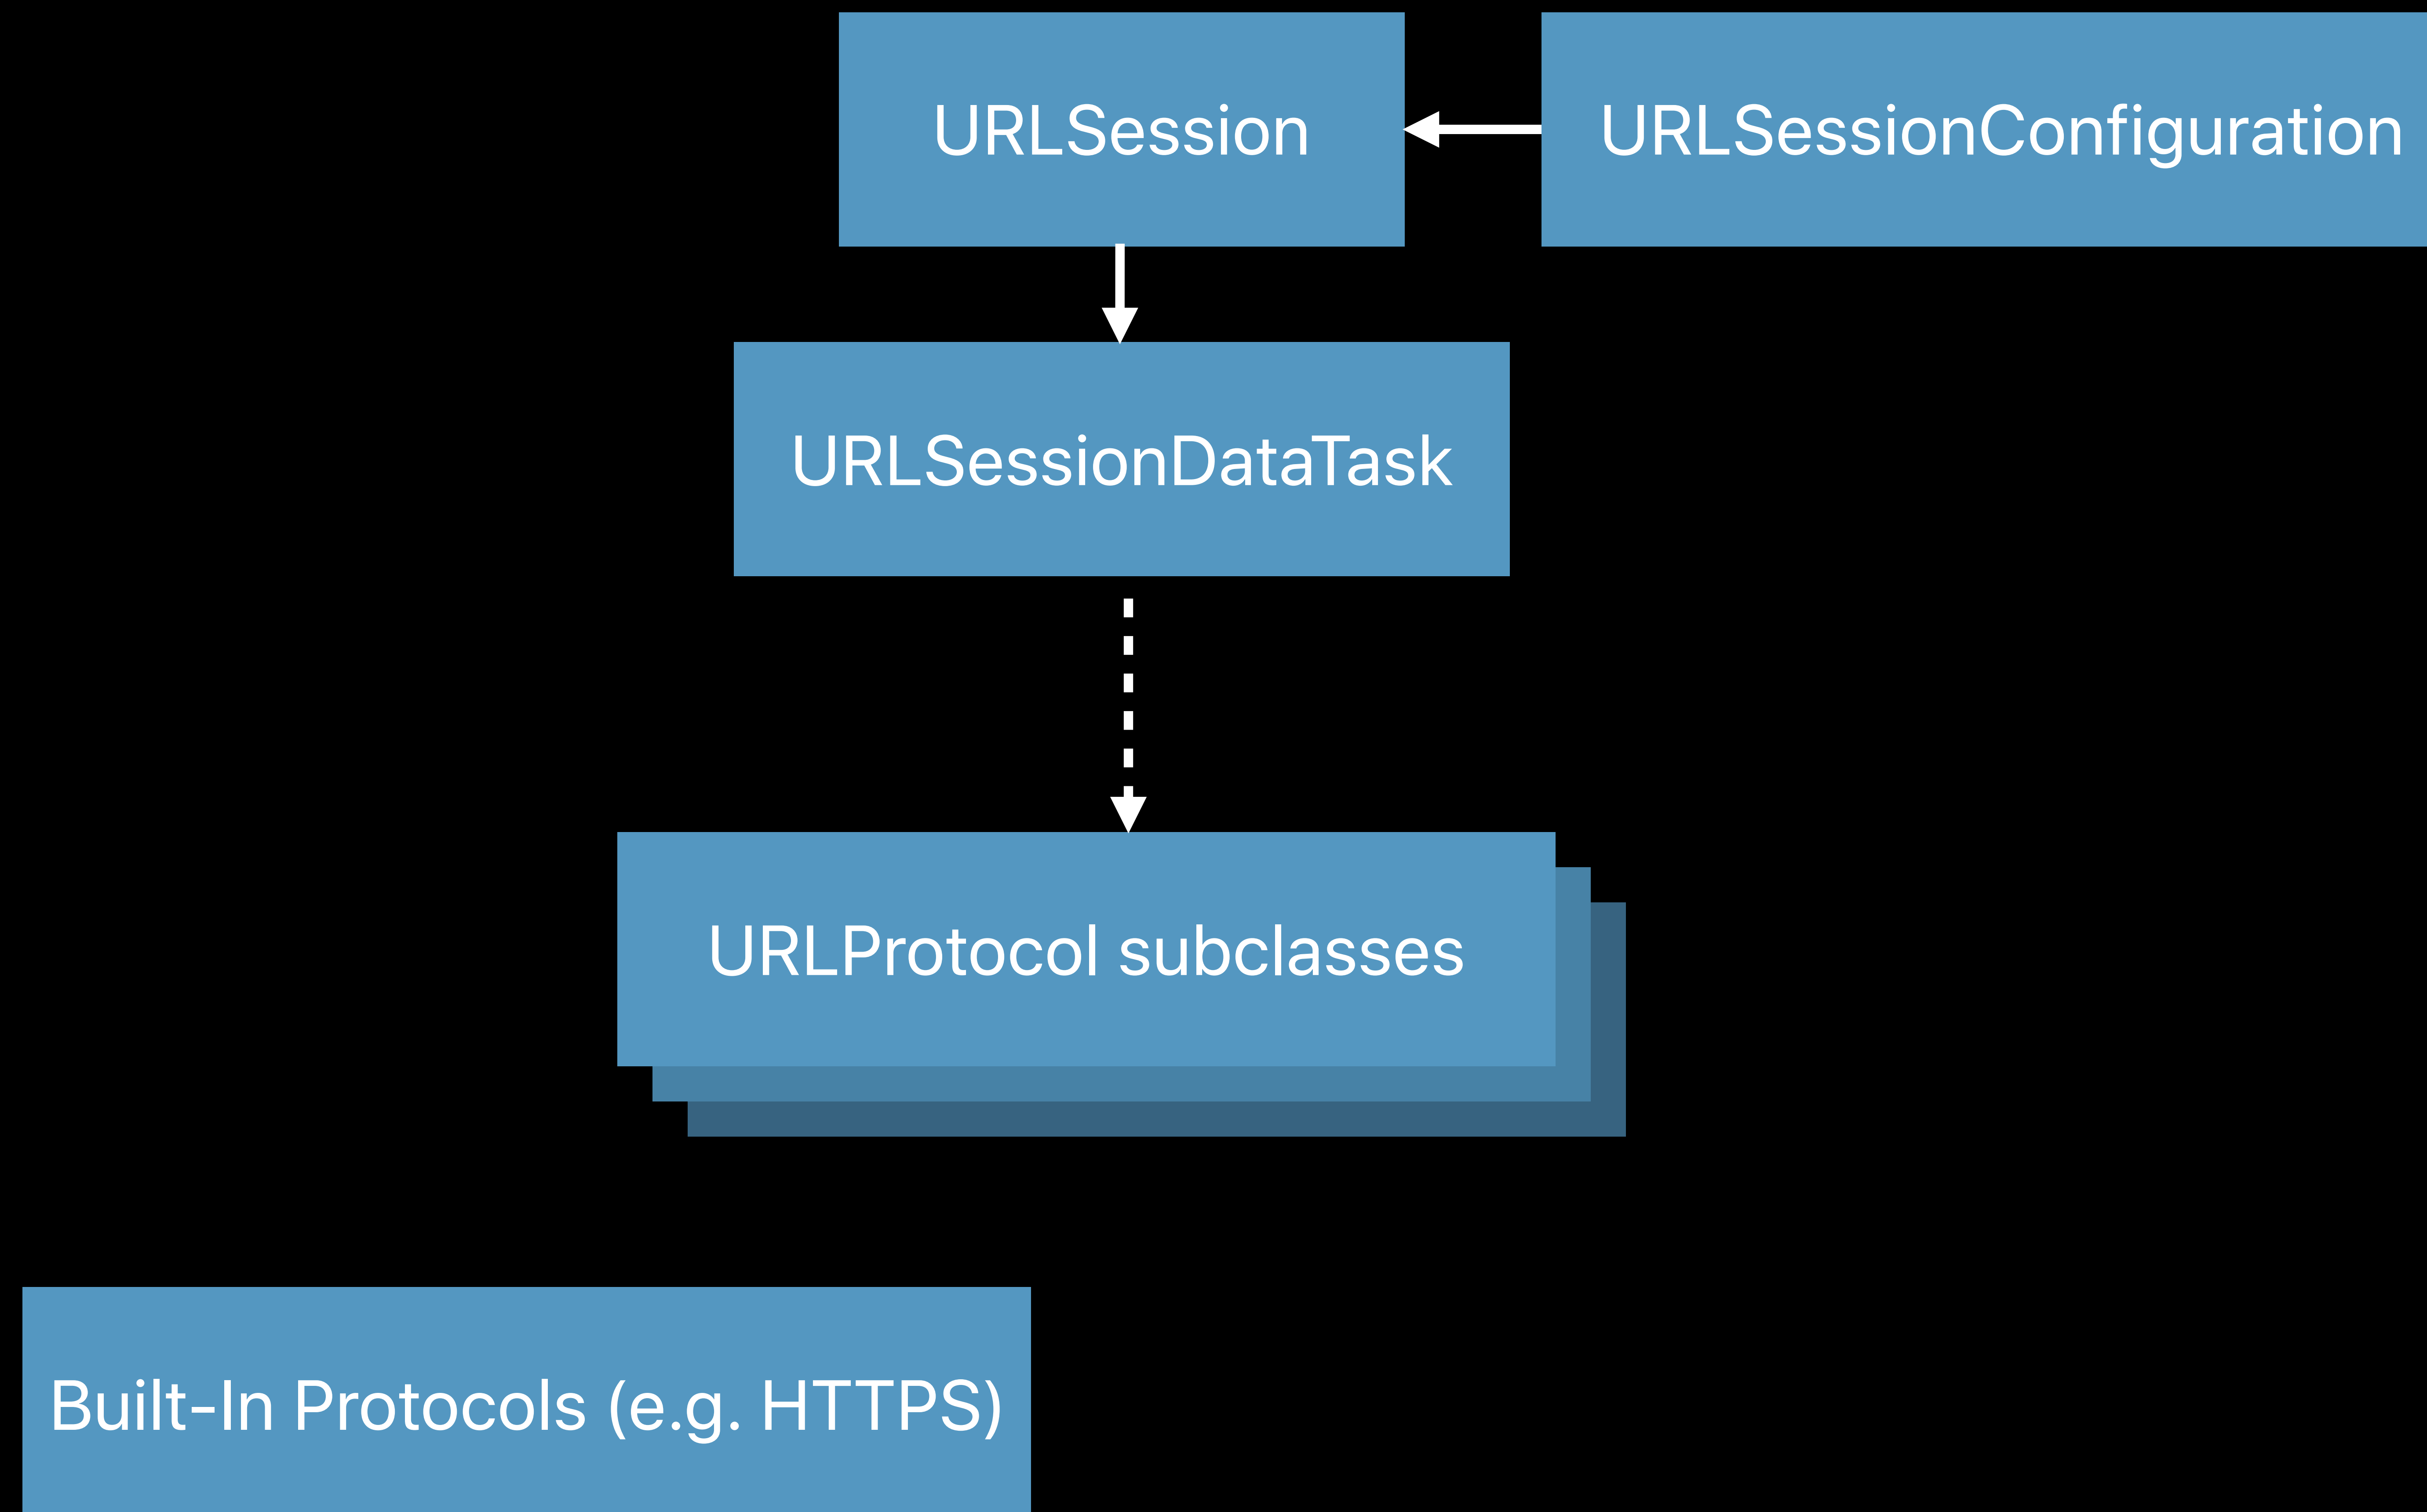 URLSession
URLSessionConfiguration
URLSessionDataTask
URLProtocol subclasses
Built-In Protocols (e.g. HTTPS)